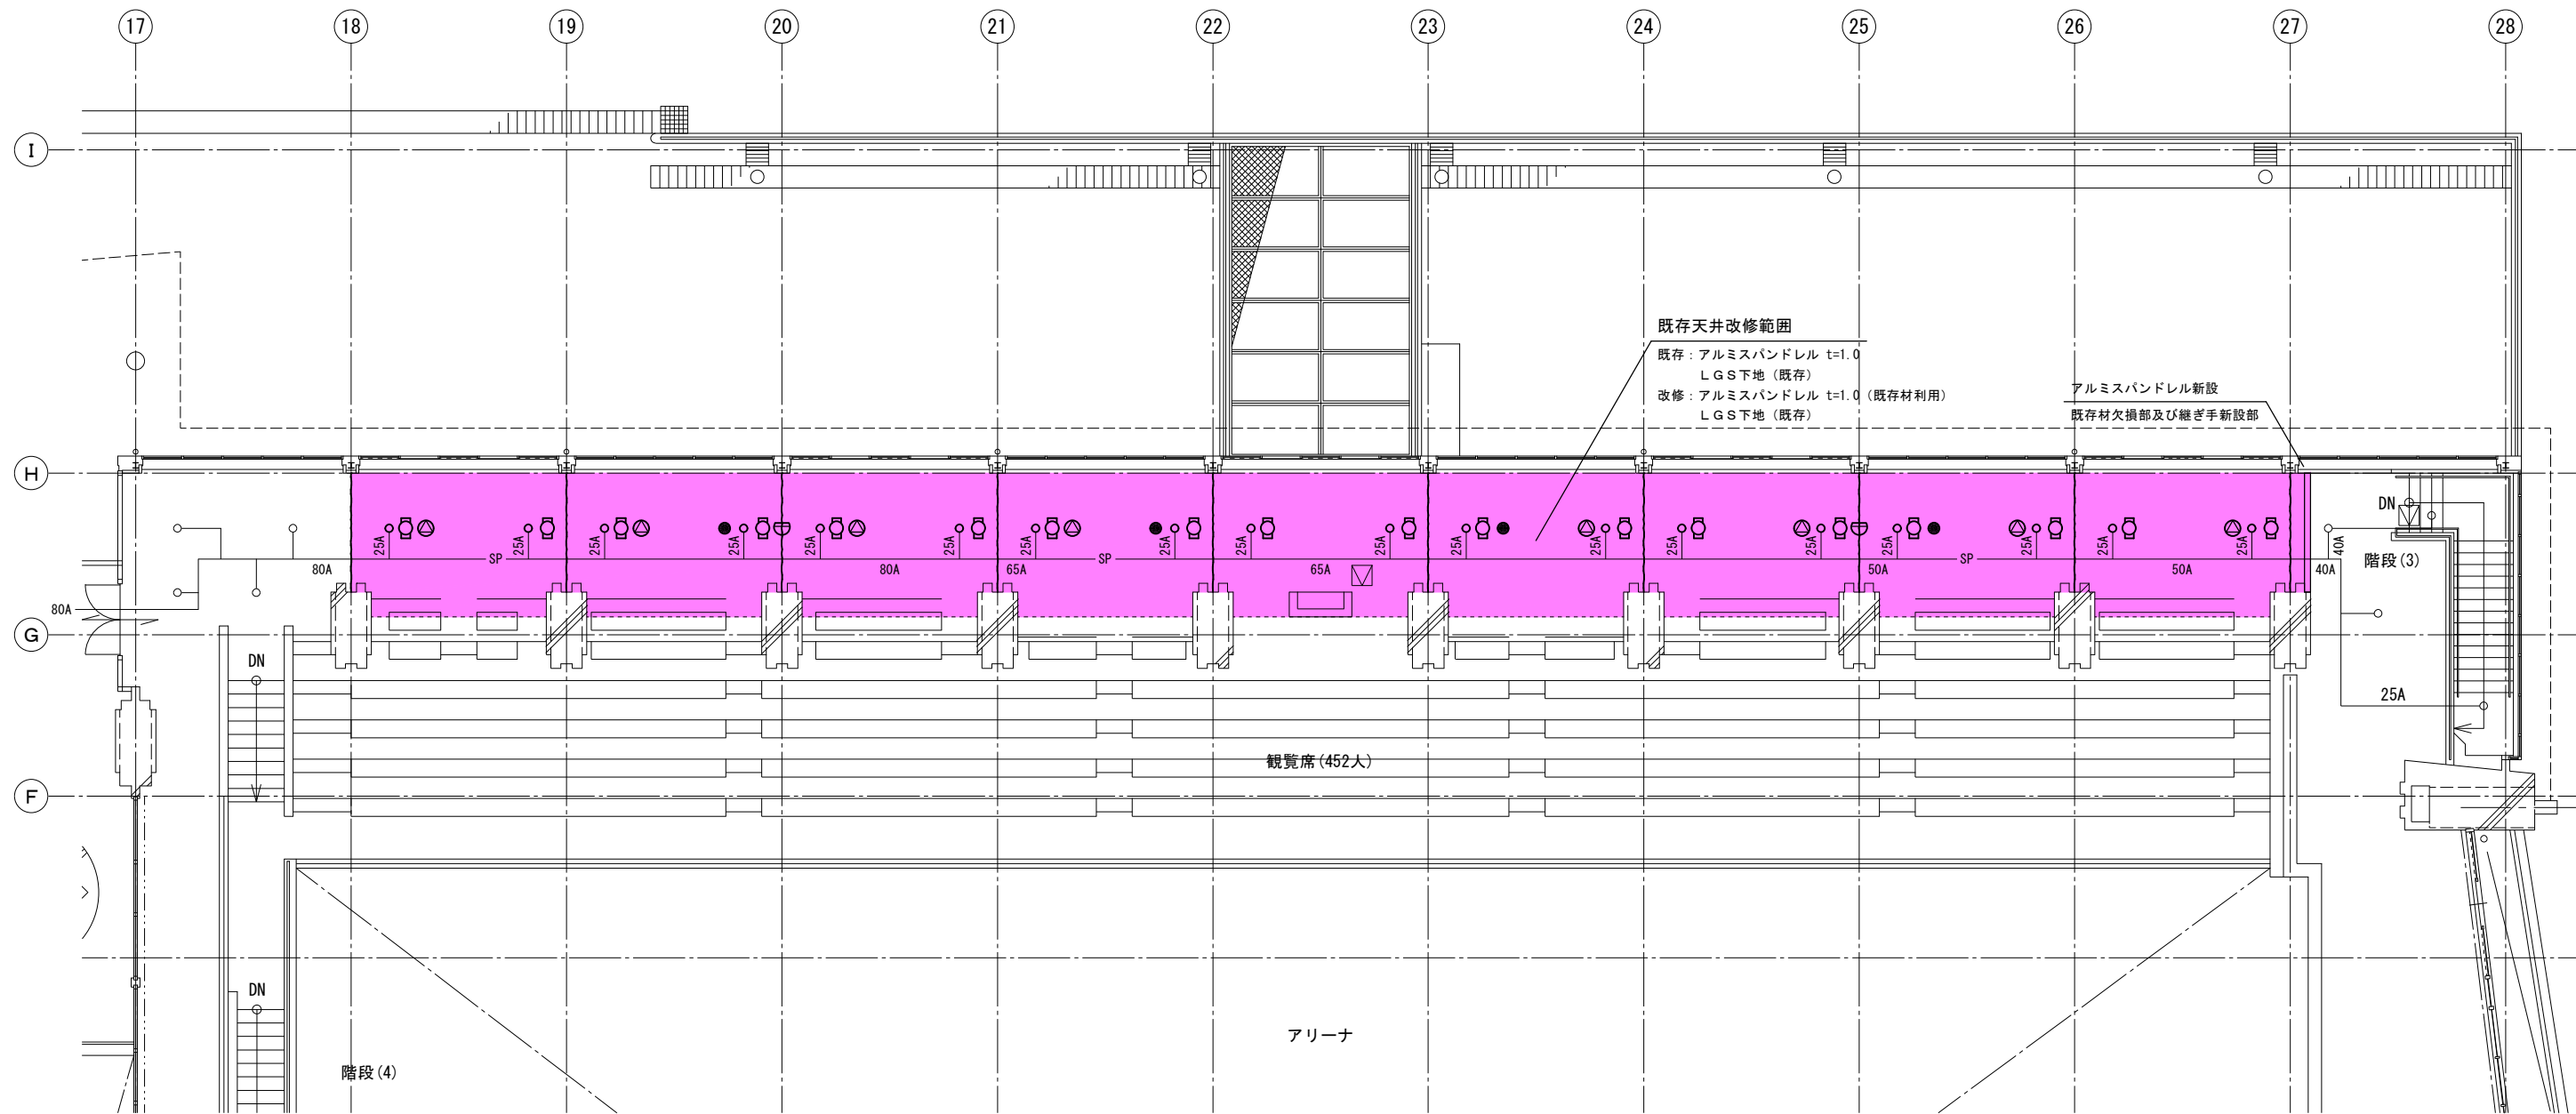 17 18 19 20 21 22 23 24 25 26 27 28
I
既存天井改修範囲
既存：アルミスパンドレル t=1.0
ＬＧＳ下地（既存）
改修：アルミスパンドレル t=1.0（既存材利用）
ＬＧＳ下地（既存）
アルミスパンドレル新設
既存材欠損部及び継ぎ手新設部
H
DN
25A 25A 25A 25A 25A 25A 25A 25A 25A 25A 25A 25A 25A 25A 25A 25A 25A 25A 40A
SP SP SP
階段(3)
80A 80A 65A 65A 50A 50A 40A
80A
G
DN
25A
観覧席(452人)
F
DN
アリーナ
階段(4)